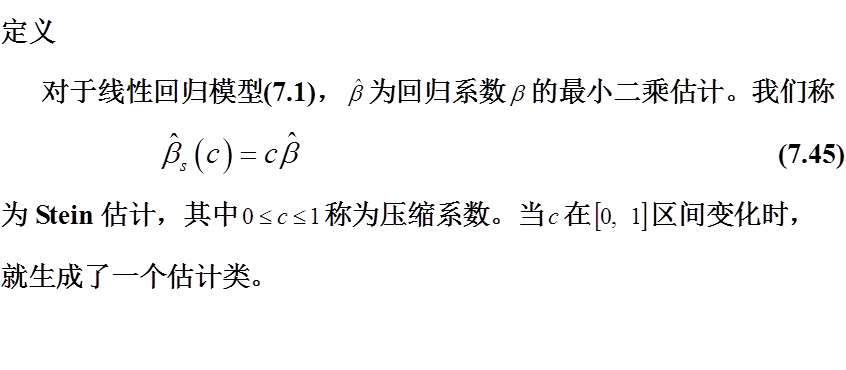 定义
对于线性回归模型(7.1)，β̂为回归系数β的最小二乘估计。我们称
β̂ₛ(c)=cβ̂ (7.45)
为 Stein 估计，其中0≤c≤1称为压缩系数。当c在[0, 1]区间变化时，
就生成了一个估计类。